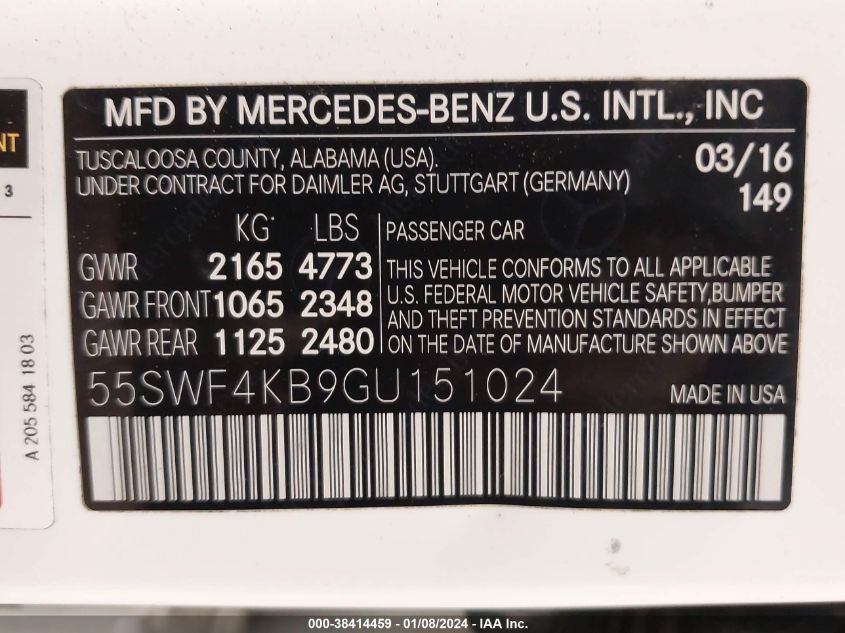 MFD BY MERCEDES-BENZ U.S. INTL., INC
TUSCALOOSA COUNTY, ALABAMA (USA). 03/16
UNDER CONTRACT FOR DAIMLER AG, STUTTGART (GERMANY) 149
KG LBS
GVWR 2165 4773
GAWR FRONT 1065 2348
GAWR REAR 1125 2480
PASSENGER CAR
THIS VEHICLE CONFORMS TO ALL APPLICABLE
U.S. FEDERAL MOTOR VEHICLE SAFETY,BUMPER
AND THEFT PREVENTION STANDARDS IN EFFECT
ON THE DATE OF MANUFACTURE SHOWN ABOVE
55SWF4KB9GU151024 MADE IN USA
NT
3
A 205 584 18 03
000-38414459 - 01/08/2024 - IAA Inc.